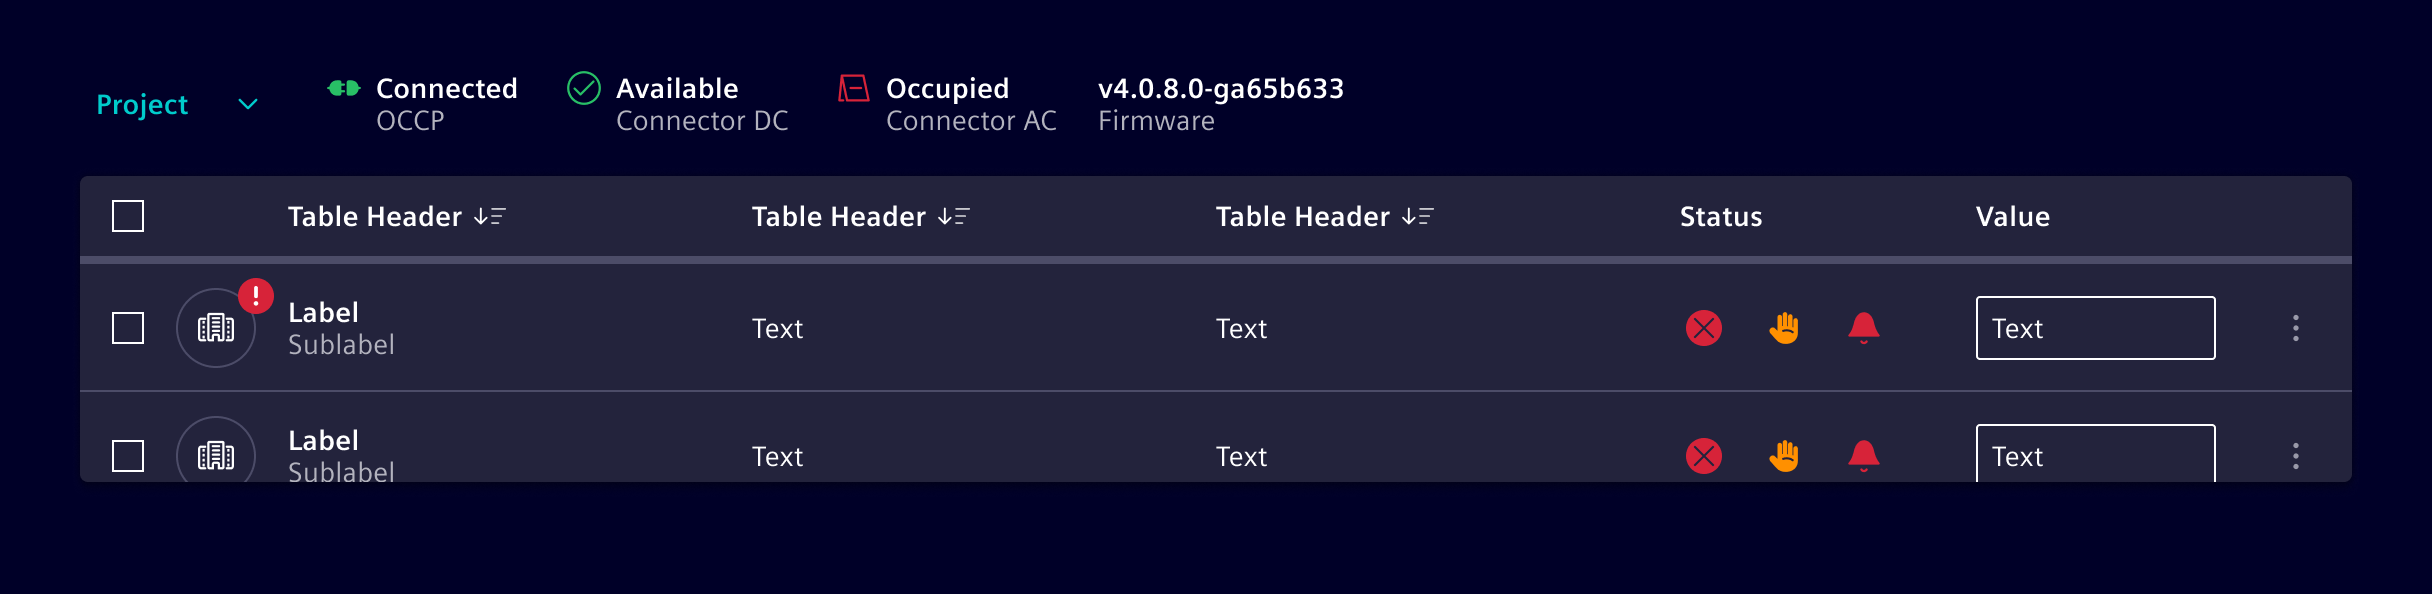 Project
Connected
OCCP
Available
Connector DC
Occupied
Connector AC
v4.0.8.0-ga65b633
Firmware
Table Header Table Header Table Header Status Value
Label
Sublabel
Text Text Text
Label
Sublabel
Text Text Text